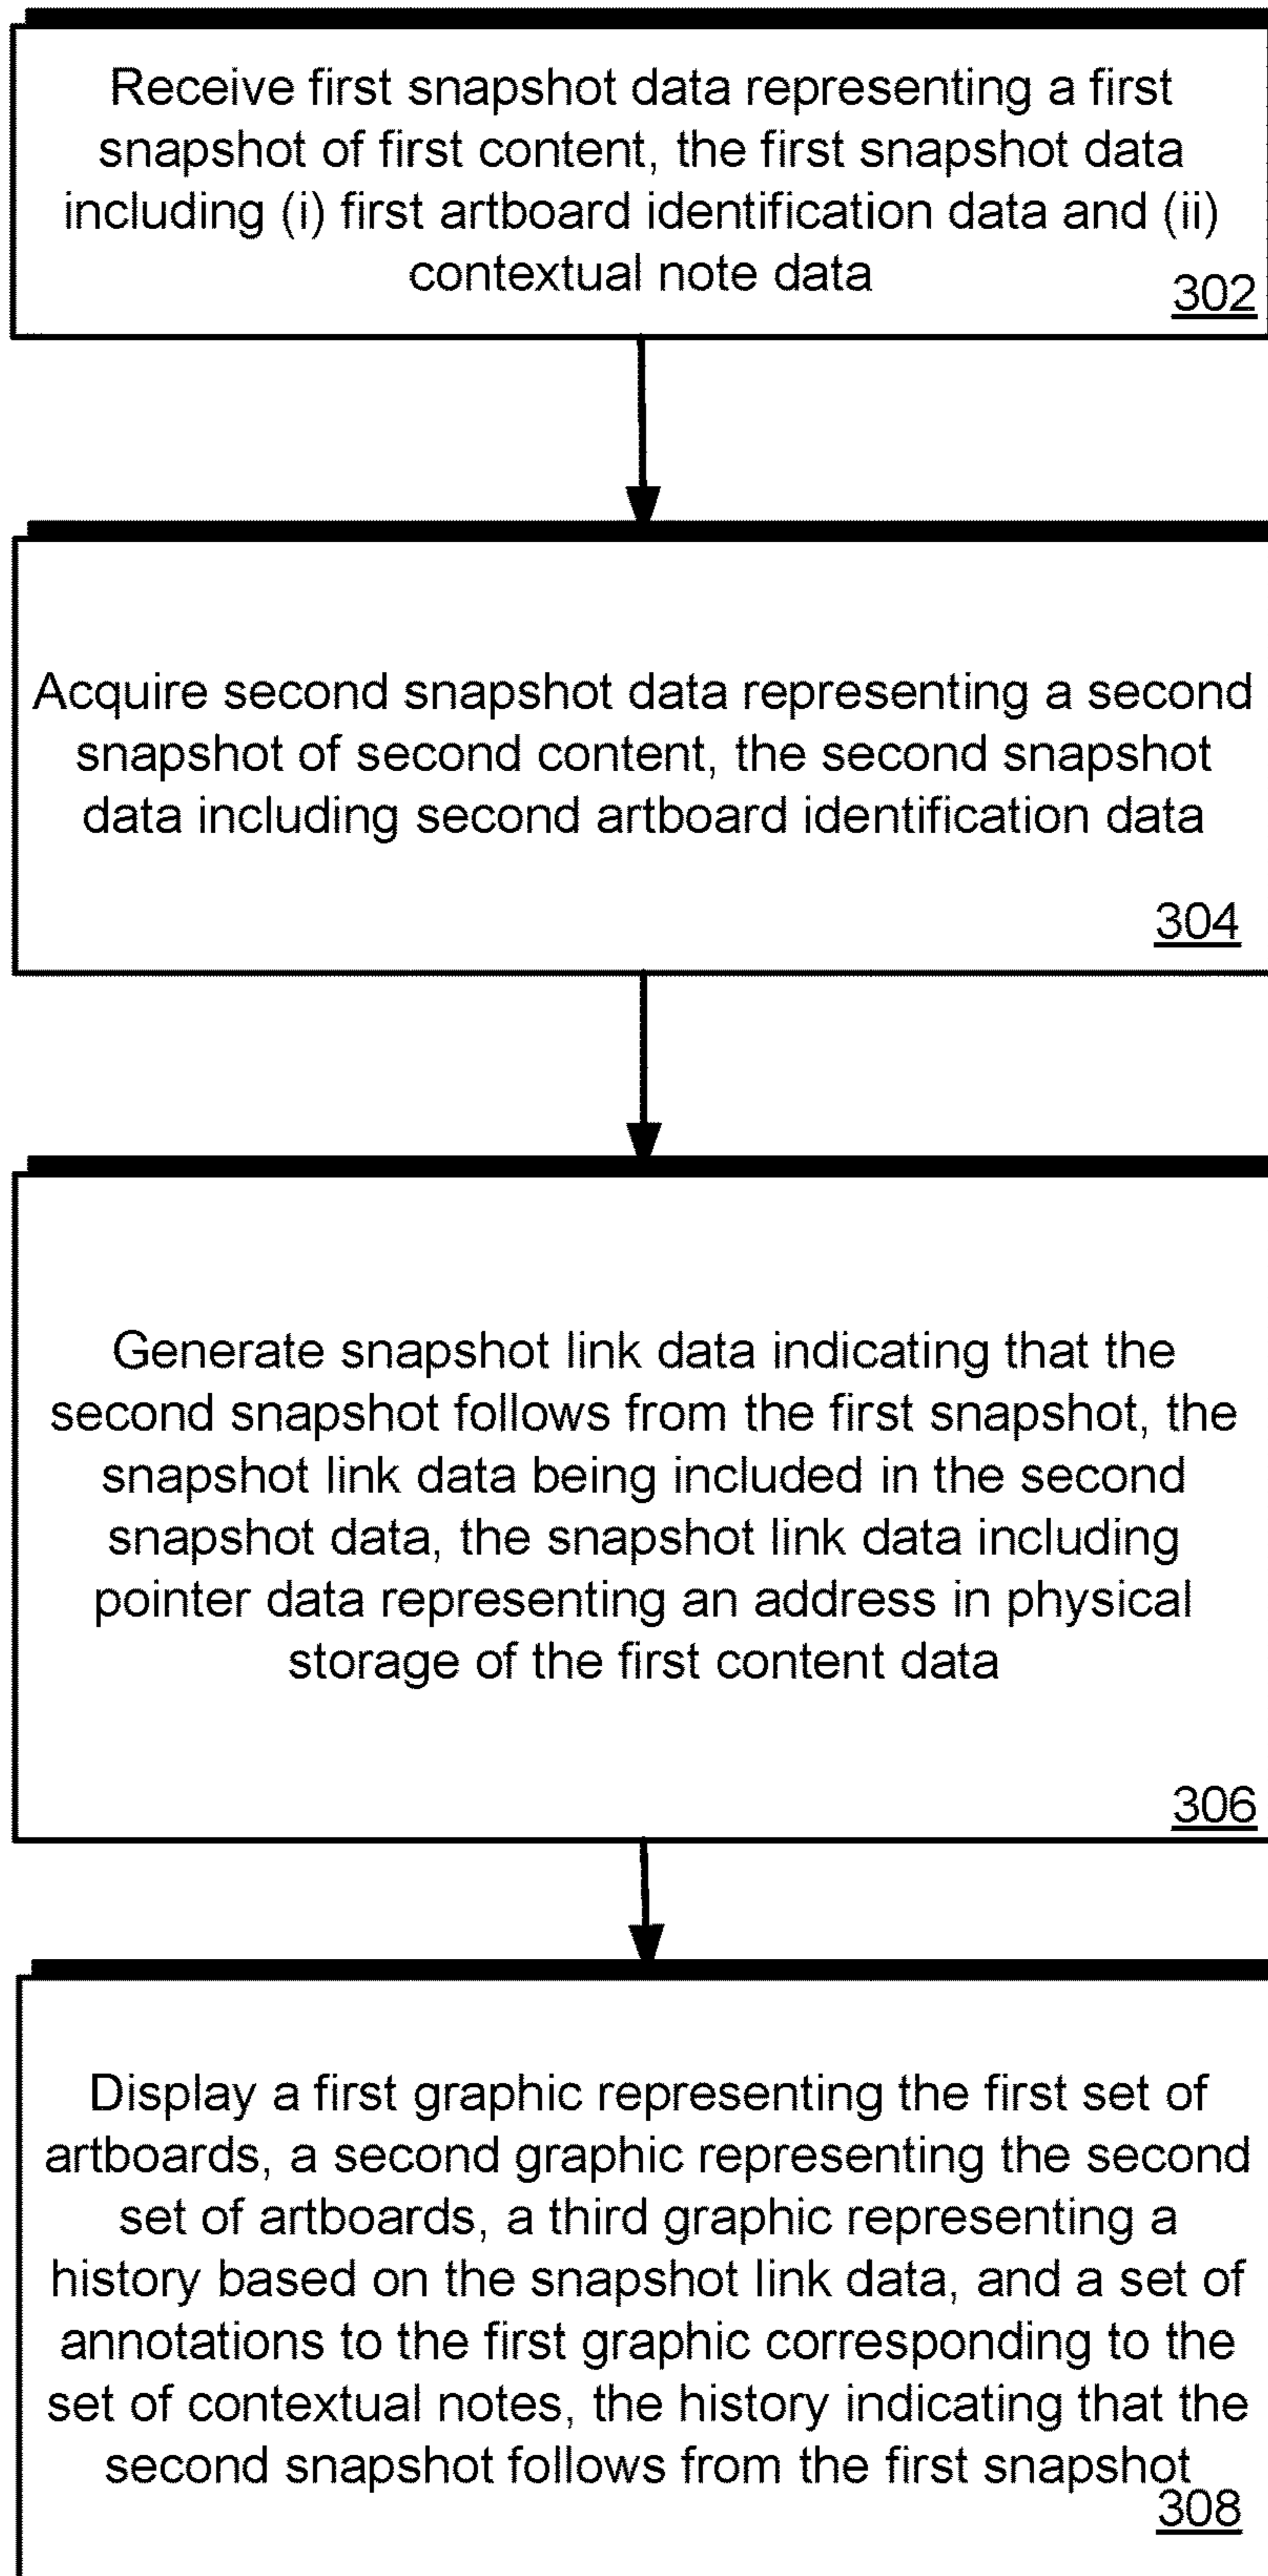 Receive first snapshot data representing a first
snapshot of first content, the first snapshot data
including (i) first artboard identification data and (ii)
contextual note data
302
Acquire second snapshot data representing a second
snapshot of second content, the second snapshot
data including second artboard identification data
304
Generate snapshot link data indicating that the
second snapshot follows from the first snapshot, the
snapshot link data being included in the second
snapshot data, the snapshot link data including
pointer data representing an address in physical
storage of the first content data
306
Display a first graphic representing the first set of
artboards, a second graphic representing the second
set of artboards, a third graphic representing a
history based on the snapshot link data, and a set of
annotations to the first graphic corresponding to the
set of contextual notes, the history indicating that the
second snapshot follows from the first snapshot
308